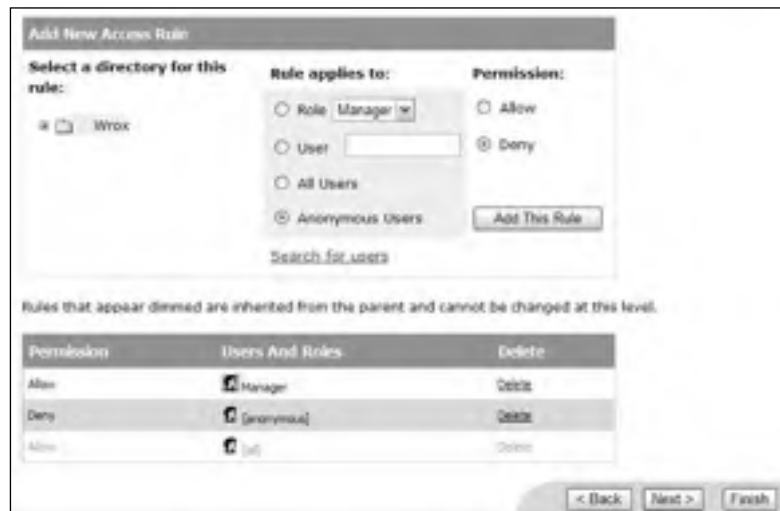 Add New Access Rule
Select a directory for this rule:
Wrox
Rule applies to:
Role Manager
User
All Users
Anonymous Users
Search for users
Permission:
Allow
Deny
Add This Rule
Rules that appear dimmed are inherited from the parent and cannot be changed at this level.
Permission Users And Roles Delete
Allow Manager Delete
Deny [anonymous] Delete
Allow [all] Delete
< Back Next > Finish